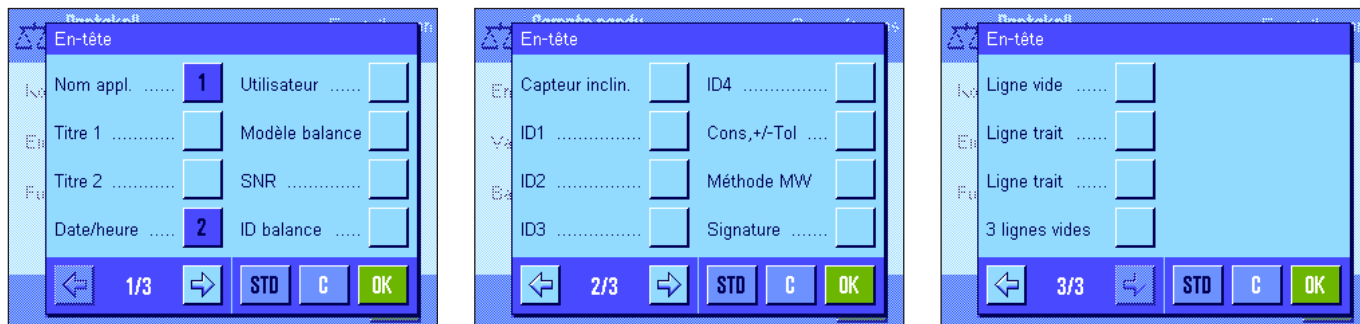 En-tête
Nom appl. ...... 1 Utilisateur ......
Titre 1 ............ Modèle balance
Titre 2 ............ SNR ..............
Date/heure ..... 2 ID balance .....
1/3 STD C OK
En-tête
Capteur inclin. ID4 ................
ID1 ............... Cons,+/-Tol ....
ID2 ............... Méthode MW
ID3 ............... Signature .......
2/3 STD C OK
En-tête
Ligne vide ......
Ligne trait ......
Ligne trait ......
3 lignes vides
3/3 STD C OK